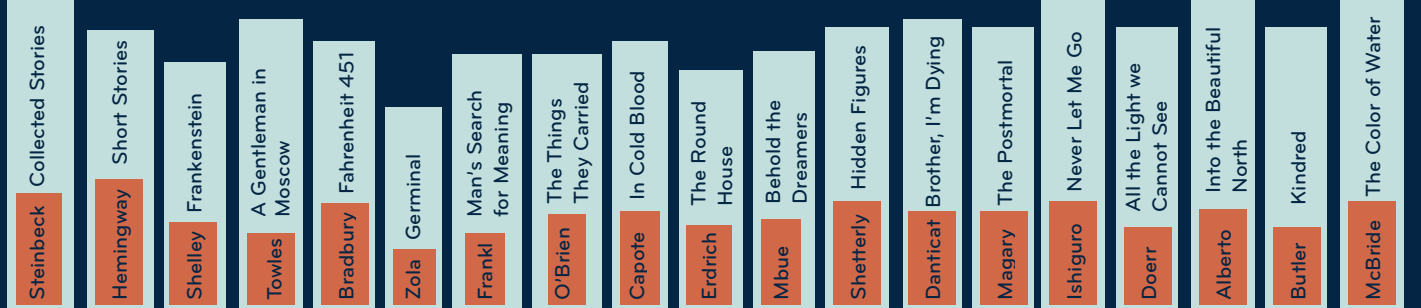 Collected Stories
Steinbeck
Short Stories
Hemingway
Frankenstein
Shelley
A Gentleman in
Moscow
Towles
Fahrenheit 451
Bradbury
Germinal
Zola
Man's Search
for Meaning
Frankl
The Things
They Carried
O'Brien
In Cold Blood
Capote
The Round
House
Erdrich
Behold the
Dreamers
Mbue
Hidden Figures
Shetterly
Brother, I'm Dying
Danticat
The Postmortal
Magary
Never Let Me Go
Ishiguro
All the Light we
Cannot See
Doerr
Into the Beautiful
North
Alberto
Kindred
Butler
The Color of Water
McBride